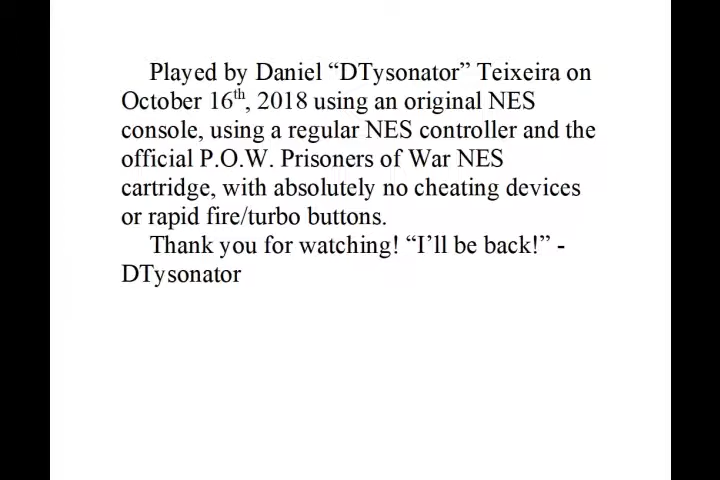 Played by Daniel “DTysonator” Teixeira on
October 16th, 2018 using an original NES
console, using a regular NES controller and the
official P.O.W. Prisoners of War NES
cartridge, with absolutely no cheating devices
or rapid fire/turbo buttons.
Thank you for watching! “I’ll be back!” -
DTysonator